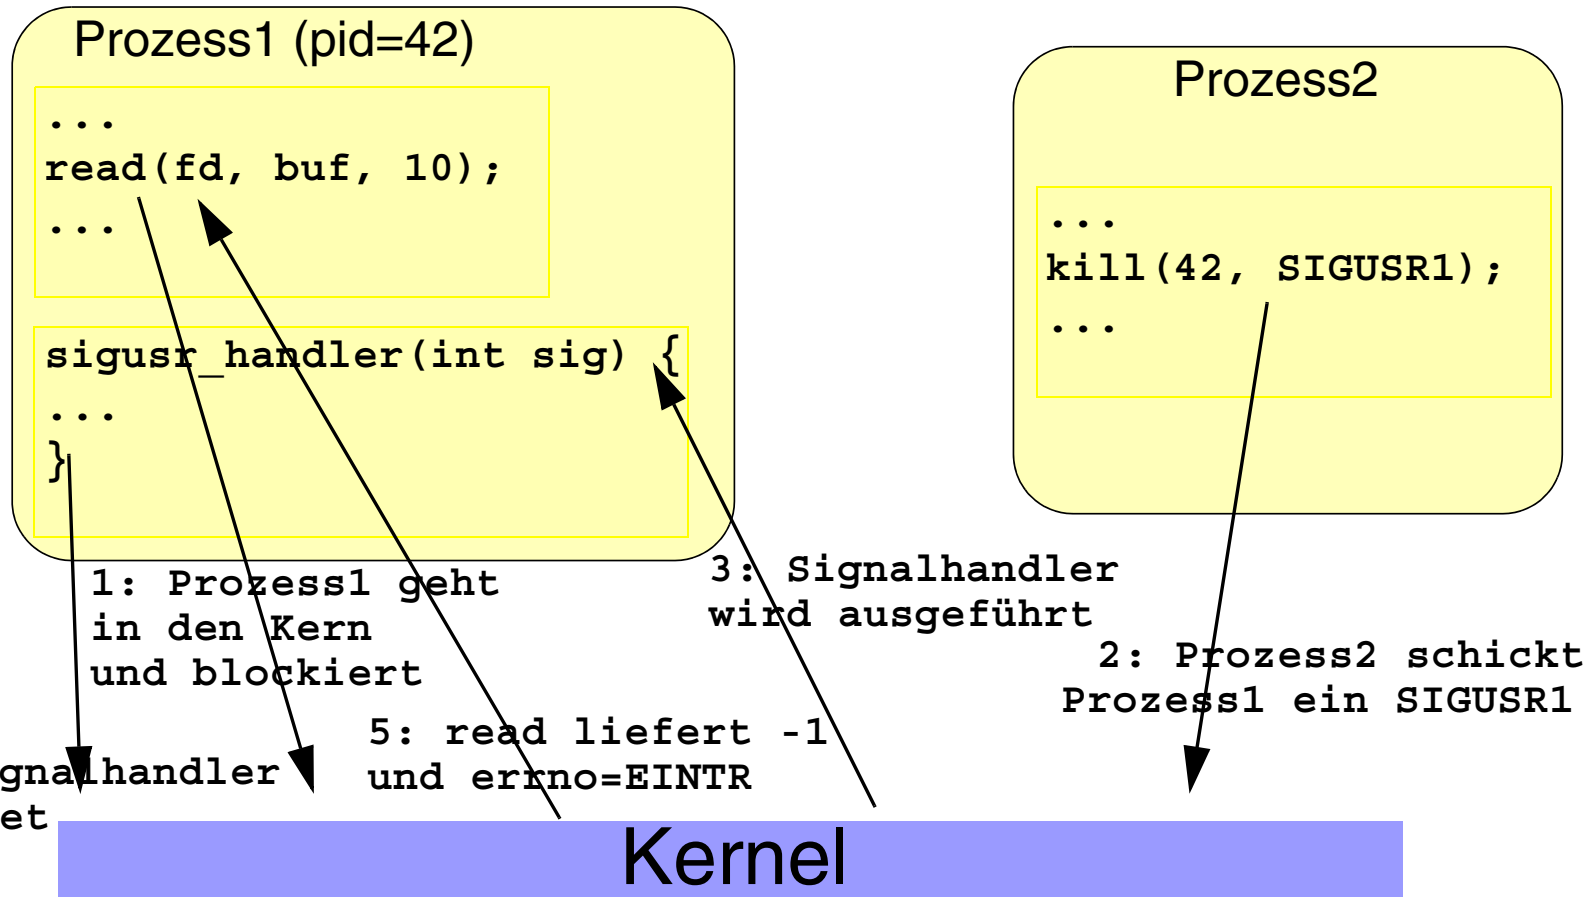 Prozess1 (pid=42)
...
read(fd, buf, 10);
...
sigusr_handler(int sig) {
...
}
Prozess2
...
kill(42, SIGUSR1);
...
1: Prozess1 geht
in den Kern
und blockiert
3: Signalhandler
wird ausgeführt
2: Prozess2 schickt
Prozess1 ein SIGUSR1
5: read liefert -1
und errno=EINTR
gnalhandler
et
Kernel